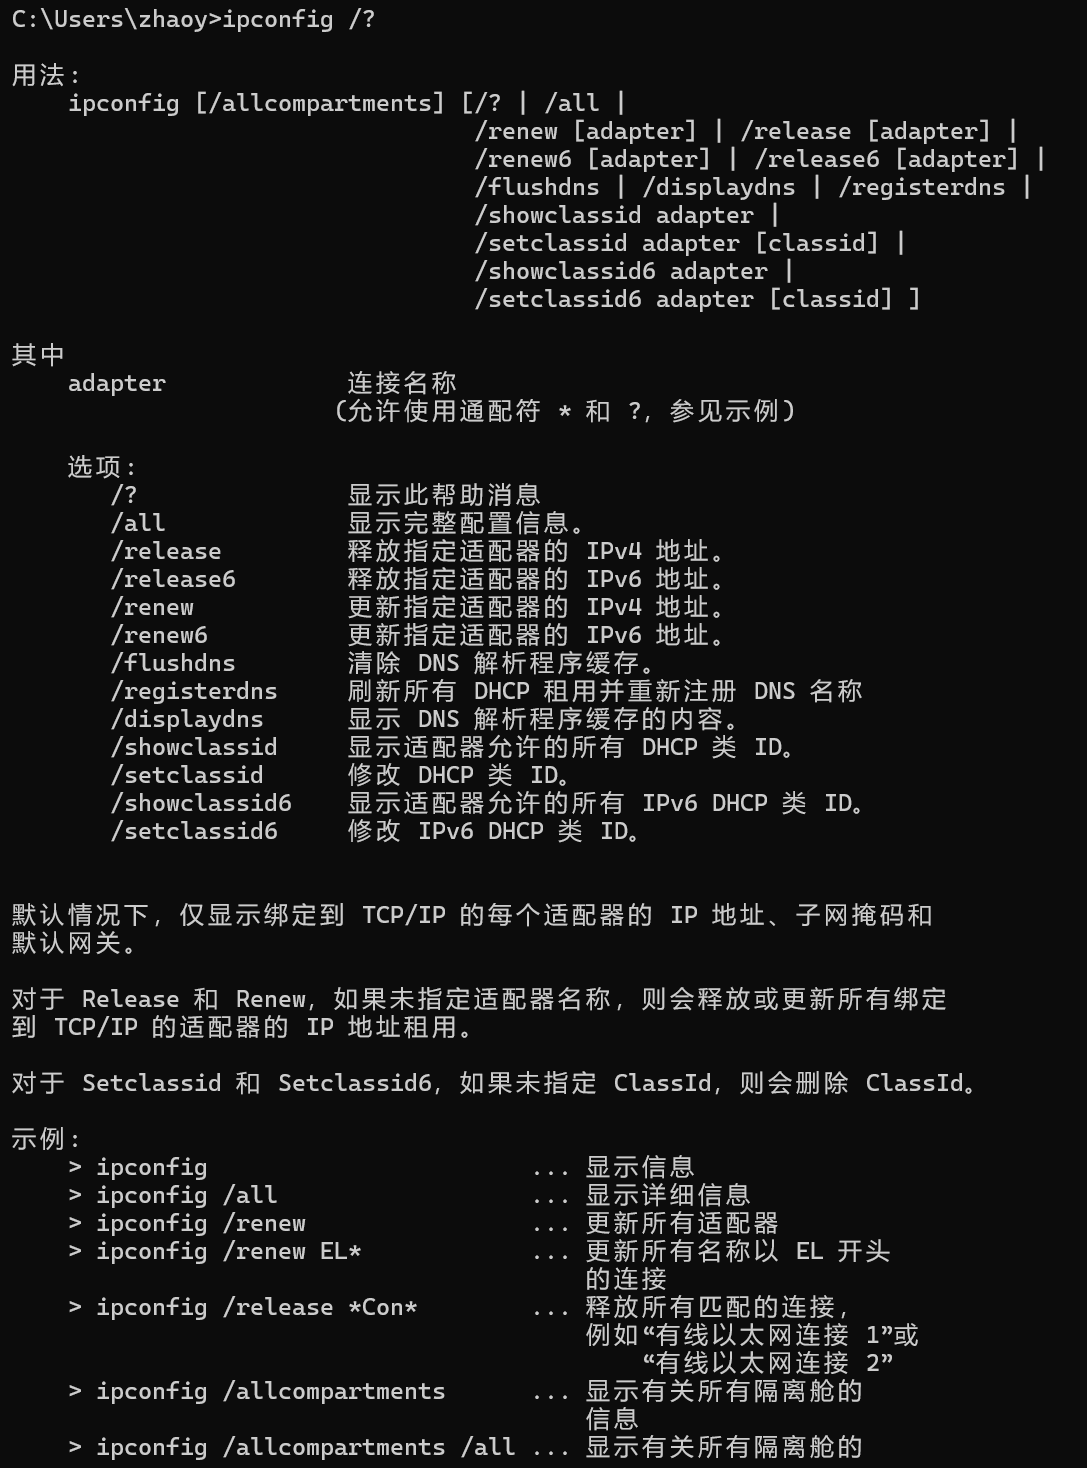 C:\Users\zhaoy>ipconfig /?
用法:
ipconfig [/allcompartments] [/? | /all |
/renew [adapter] | /release [adapter] |
/renew6 [adapter] | /release6 [adapter] |
/flushdns | /displaydns | /registerdns |
/showclassid adapter |
/setclassid adapter [classid] |
/showclassid6 adapter |
/setclassid6 adapter [classid] ]
其中
adapter 连接名称
(允许使用通配符 * 和 ?，参见示例)
选项:
/? 显示此帮助消息
/all 显示完整配置信息。
/release 释放指定适配器的 IPv4 地址。
/release6 释放指定适配器的 IPv6 地址。
/renew 更新指定适配器的 IPv4 地址。
/renew6 更新指定适配器的 IPv6 地址。
/flushdns 清除 DNS 解析程序缓存。
/registerdns 刷新所有 DHCP 租用并重新注册 DNS 名称
/displaydns 显示 DNS 解析程序缓存的内容。
/showclassid 显示适配器允许的所有 DHCP 类 ID。
/setclassid 修改 DHCP 类 ID。
/showclassid6 显示适配器允许的所有 IPv6 DHCP 类 ID。
/setclassid6 修改 IPv6 DHCP 类 ID。
默认情况下，仅显示绑定到 TCP/IP 的每个适配器的 IP 地址、子网掩码和
默认网关。
对于 Release 和 Renew，如果未指定适配器名称，则会释放或更新所有绑定
到 TCP/IP 的适配器的 IP 地址租用。
对于 Setclassid 和 Setclassid6，如果未指定 ClassId，则会删除 ClassId。
示例:
> ipconfig ... 显示信息
> ipconfig /all ... 显示详细信息
> ipconfig /renew ... 更新所有适配器
> ipconfig /renew EL* ... 更新所有名称以 EL 开头
的连接
> ipconfig /release *Con* ... 释放所有匹配的连接，
例如“有线以太网连接 1”或
“有线以太网连接 2”
> ipconfig /allcompartments ... 显示有关所有隔离舱的
信息
> ipconfig /allcompartments /all ... 显示有关所有隔离舱的